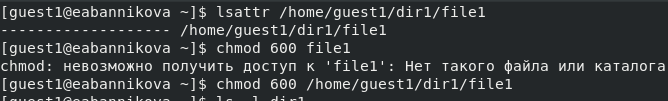 [guest1@eabannikova ~]$ lsattr /home/guest1/dir1/file1
------------------- /home/guest1/dir1/file1
[guest1@eabannikova ~]$ chmod 600 file1
chmod: невозможно получить доступ к 'file1': Нет такого файла или каталога
[guest1@eabannikova ~]$ chmod 600 /home/guest1/dir1/file1
[guest1@eabannikova ~]$ ls -l dir1